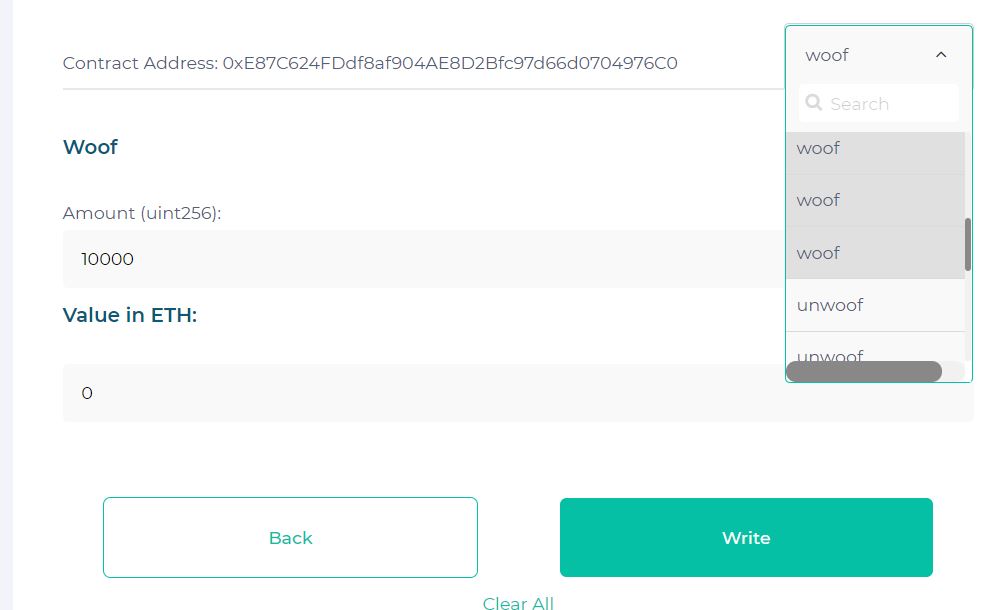 Contract Address: 0xE87C624FDdf8af904AE8D2Bfc97d66d0704976C0
woof
Search
woof
woof
woof
unwoof
unwoof
Woof
Amount (uint256):
10000
Value in ETH:
0
Back
Write
Clear All